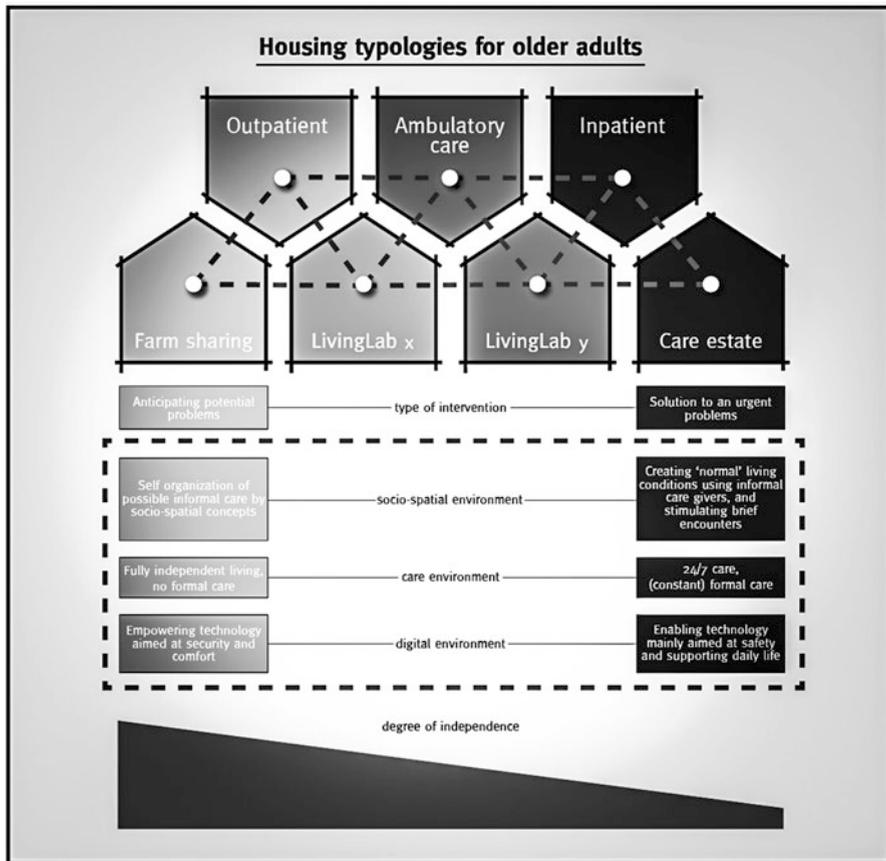 Housing typologies for older adults
Outpatient
Ambulatory
care
Inpatient
Farm sharing
LivingLab x
LivingLab y
Care estate
Anticipating potential
problems
type of intervention
Solution to an urgent
problems
Self organization of
possible informal care by
socio-spatial concepts
socio-spatial environment
Creating 'normal' living
conditions using informal
care givers, and
stimulating brief
encounters
Fully independent living,
no formal care
care environment
24/7 care,
(constant) formal care
Empowering technology
aimed at security and
comfort
digital environment
Enabling technology
mainly aimed at safety
and supporting daily life
degree of independence